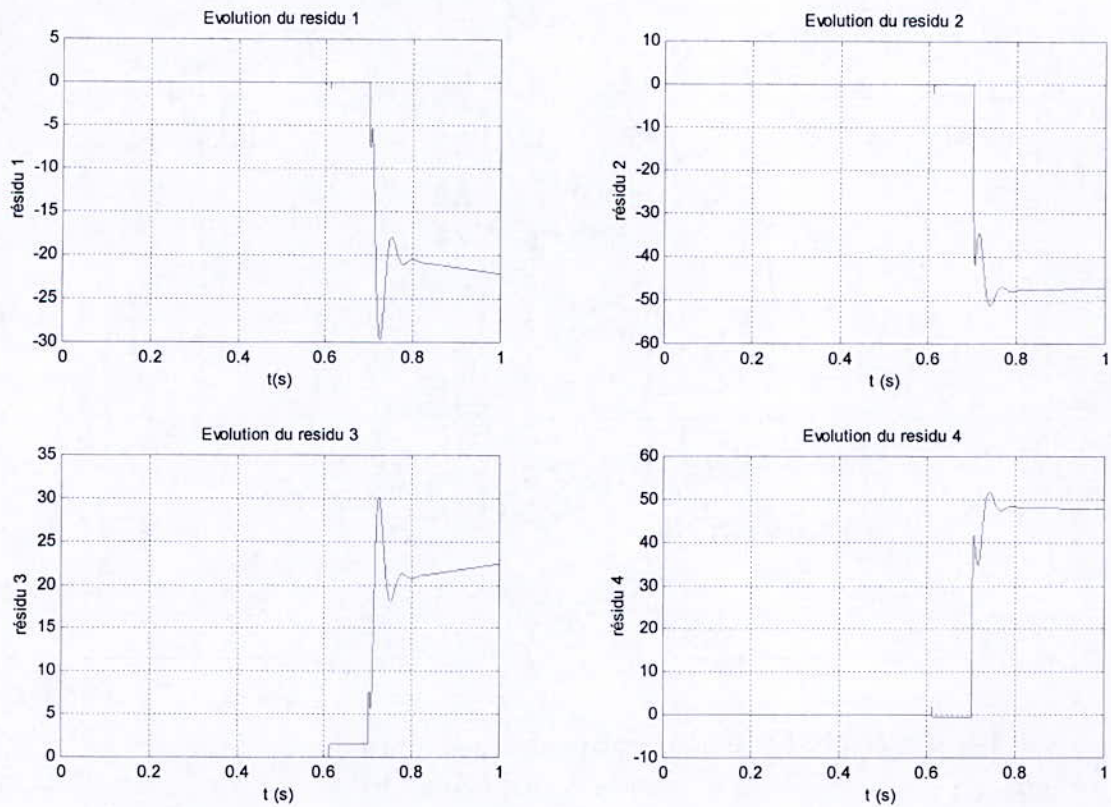 Evolution du residu 1
5
0
-5
-10
-15
-20
-25
-30
résidu 1
0 0.2 0.4 0.6 0.8 1
t(s)
Evolution du residu 2
10
0
-10
-20
-30
-40
-50
-60
résidu 2
0 0.2 0.4 0.6 0.8 1
t (s)
Evolution du residu 3
35
30
25
20
15
10
5
0
résidu 3
0 0.2 0.4 0.6 0.8 1
t (s)
Evolution du residu 4
60
50
40
30
20
10
0
-10
résidu 4
0 0.2 0.4 0.6 0.8 1
t (s)